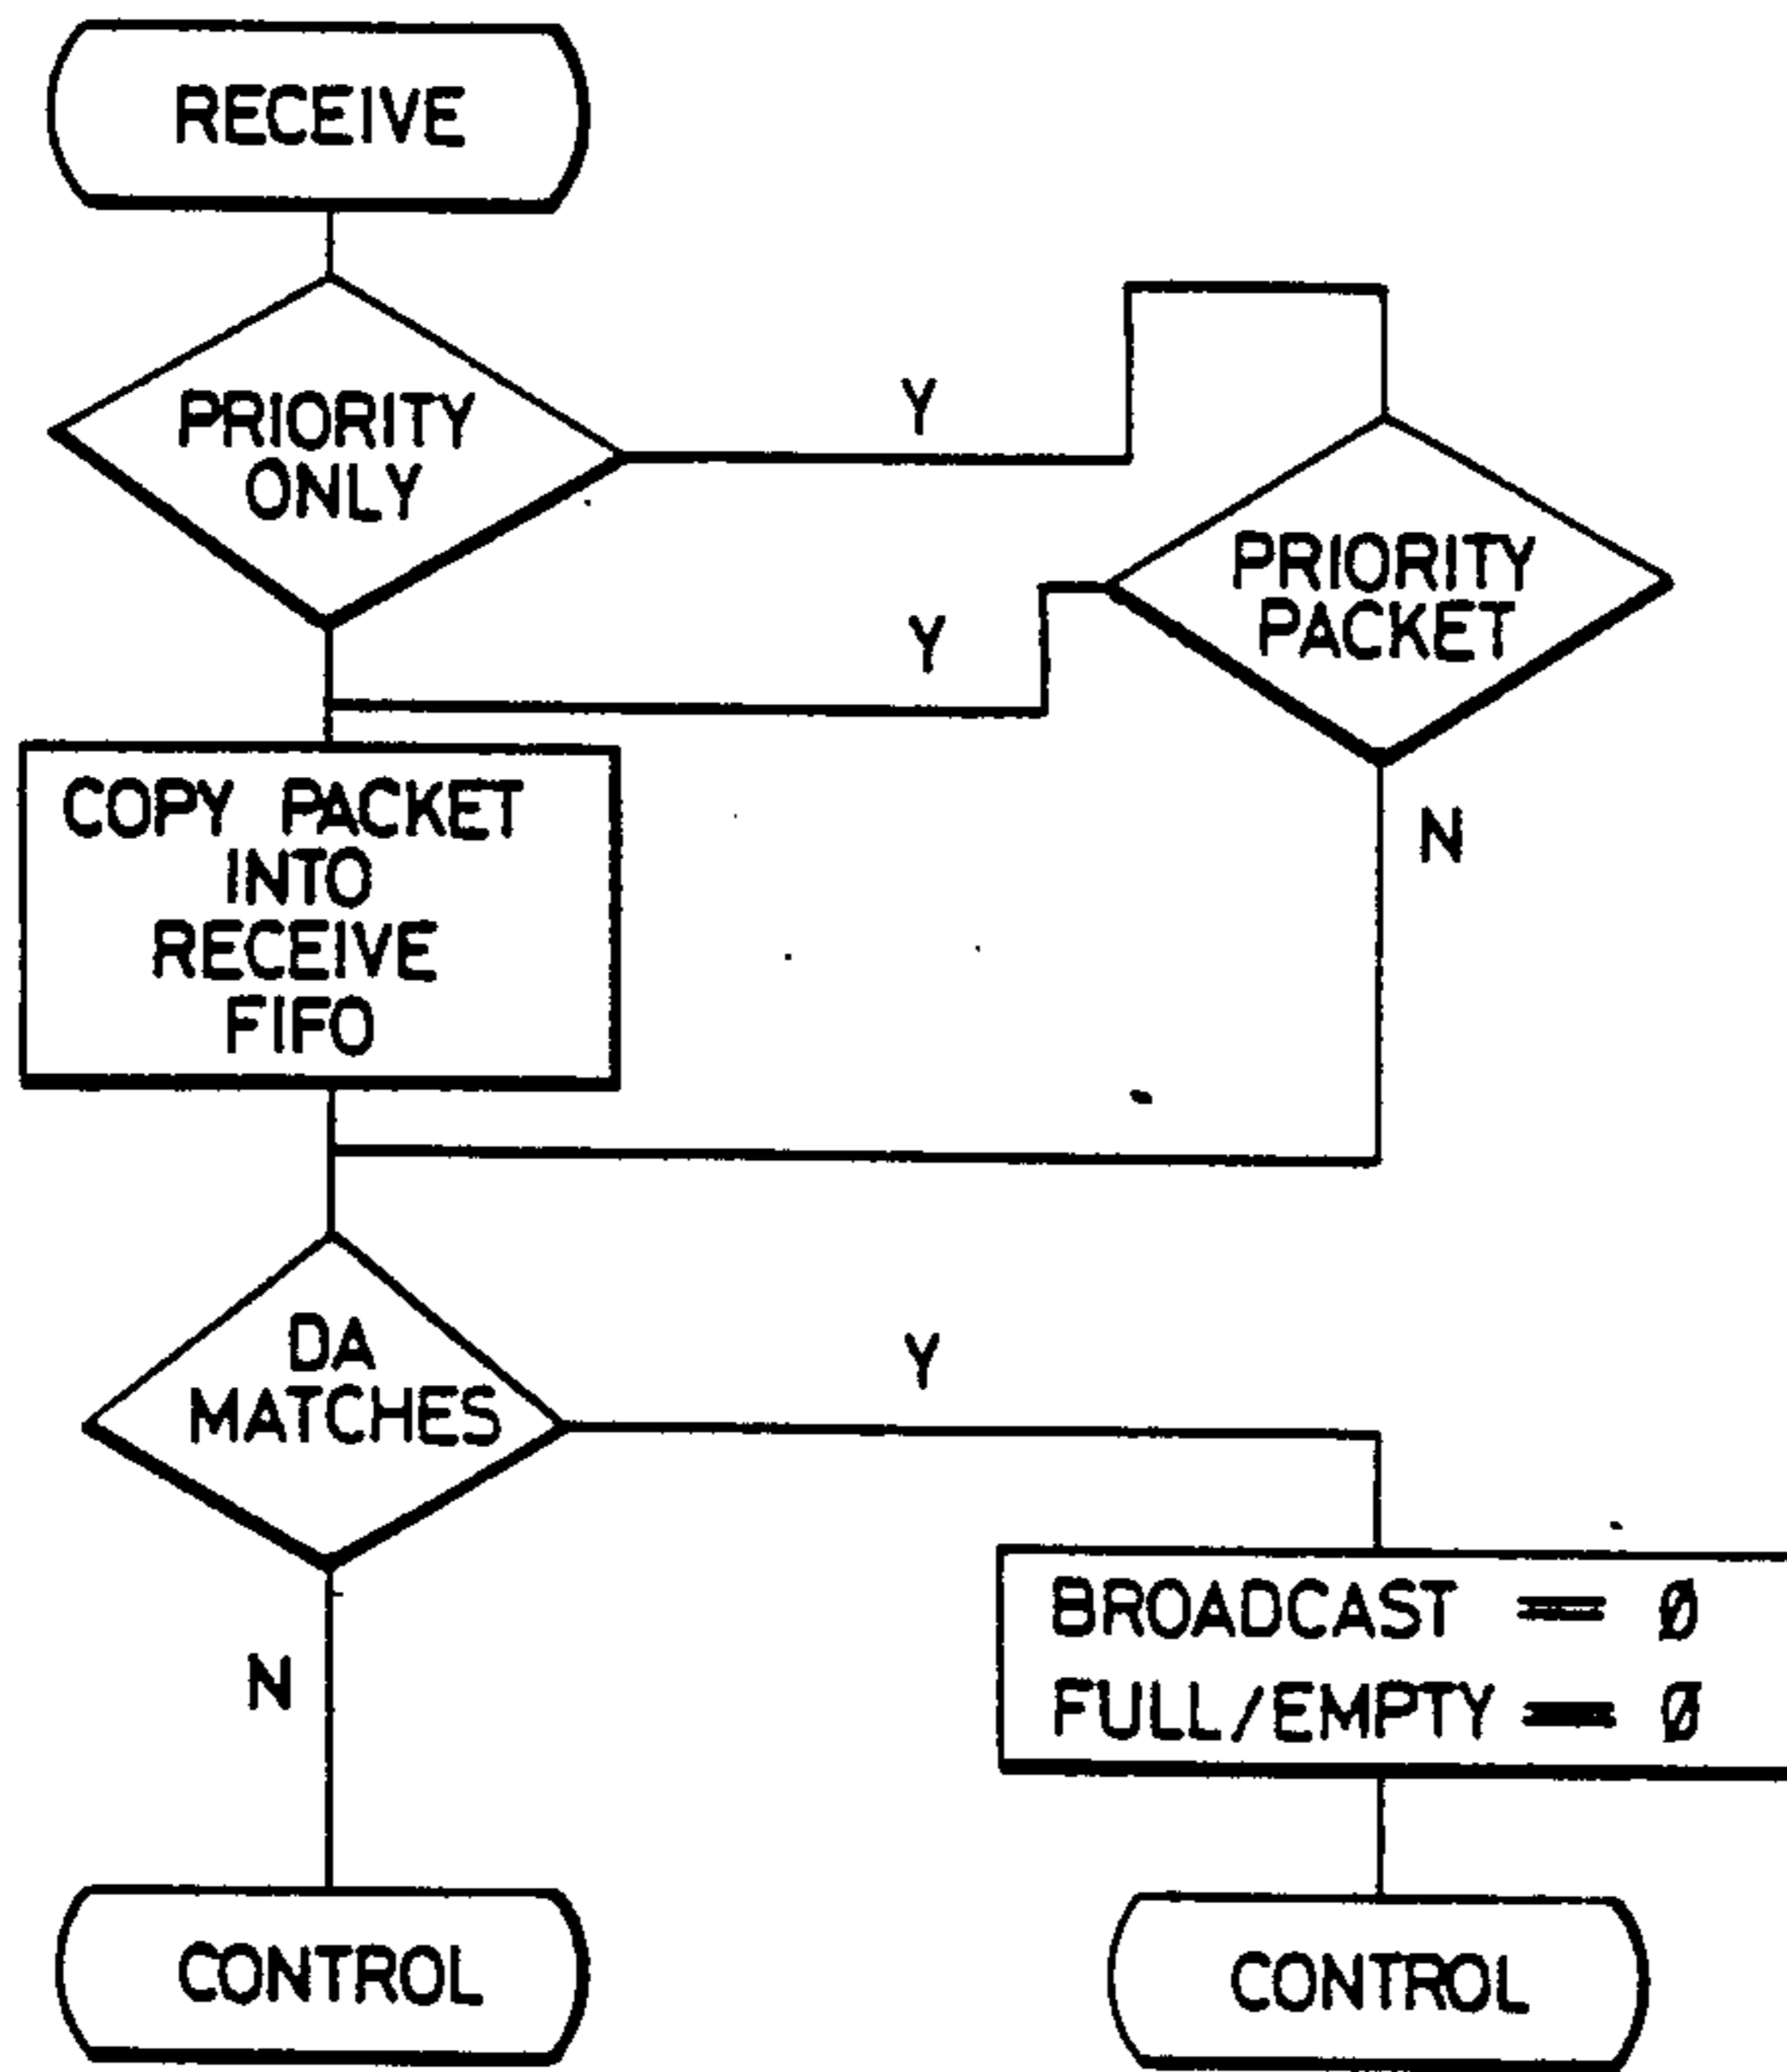 RECEIVE
PRIORITY
ONLY
Y
PRIORITY
PACKET
Y
COPY PACKET
INTO
RECEIVE
FIFO
N
DA
MATCHES
Y
BROADCAST = Ø
FULL/EMPTY = Ø
N
CONTROL
CONTROL